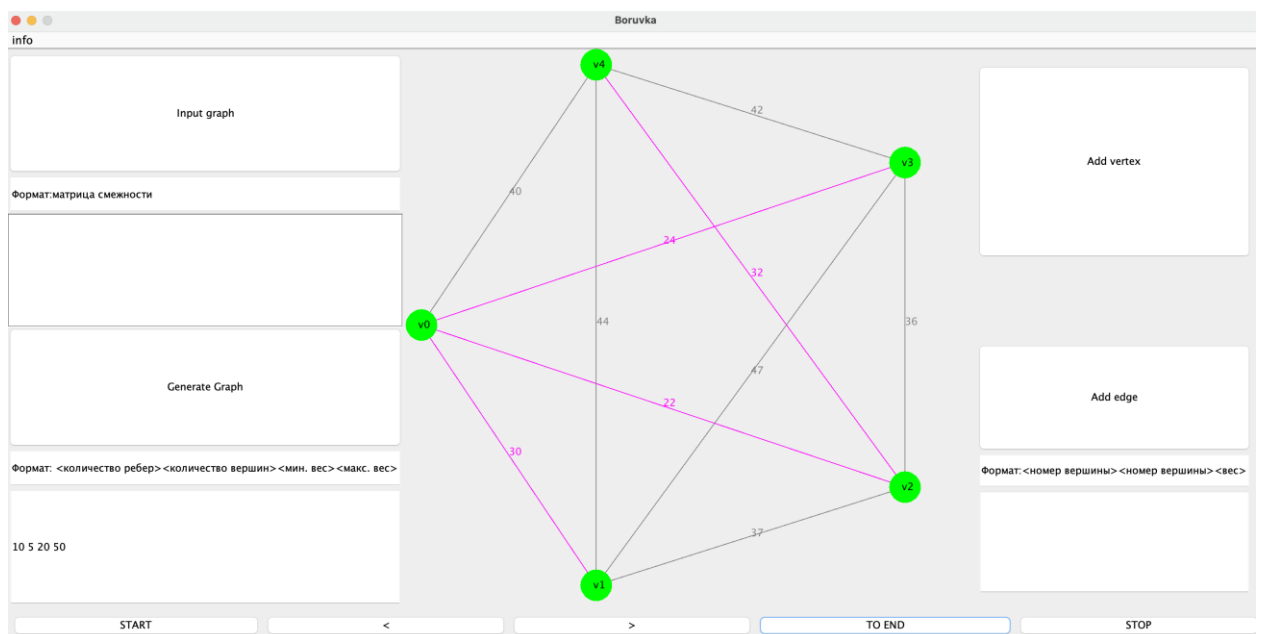 Boruvka
info
Input graph
Формат:матрица смежности
Generate Graph
Формат: <количество ребер><количество вершин><мин. вес><макс. вес>
10 5 20 50
v4
42
v3
40
24
32
v0
44
36
47
22
30
v2
37
v1
Add vertex
Add edge
Формат:<номер вершины><номер вершины><вес>
START
<
>
TO END
STOP